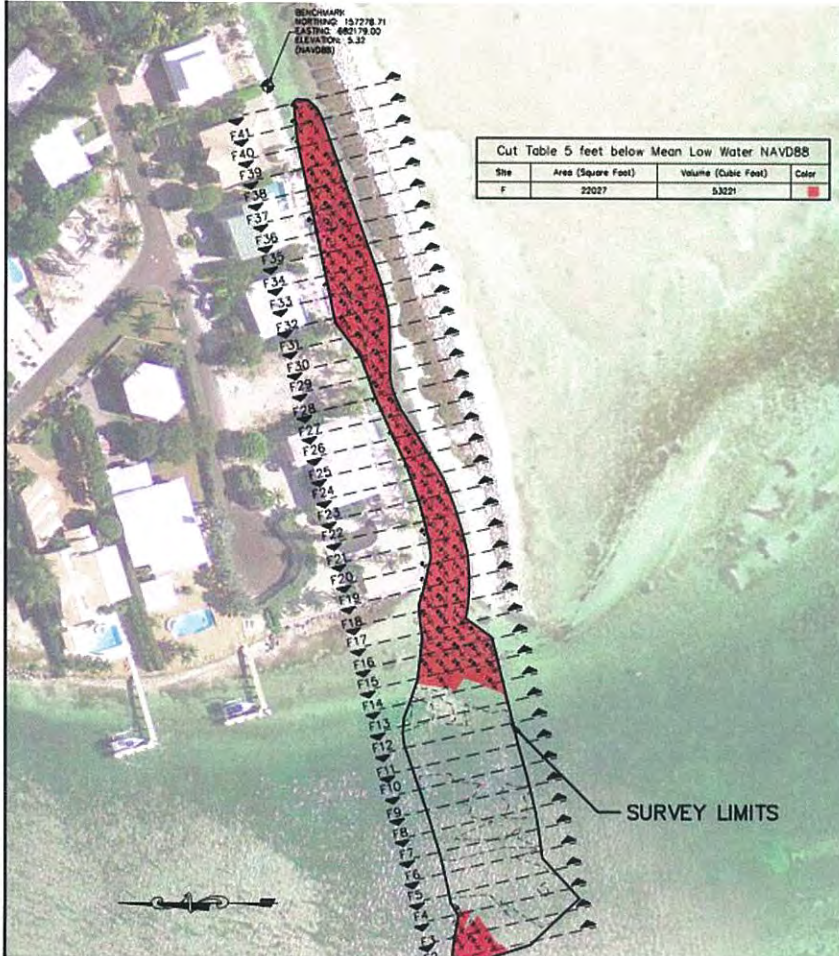 BENCHMARK
NORTHING: 157278.71
EASTING: 682179.00
ELEVATION: 5.32
(NAVD88)
Cut Table 5 feet below Mean Low Water NAVD88
Site Area (Square Foot) Volume (Cubic Foot) Color
F 22027 53221
F41
F40
F39
F38
F37
F36
F35
F34
F33
F32
F31
F30
F29
F28
F27
F26
F25
F24
F23
F22
F21
F20
F19
F18
F17
F16
F15
F14
F13
F12
F11
F10
F9
F8
F7
F6
F5
F4
F3
SURVEY LIMITS